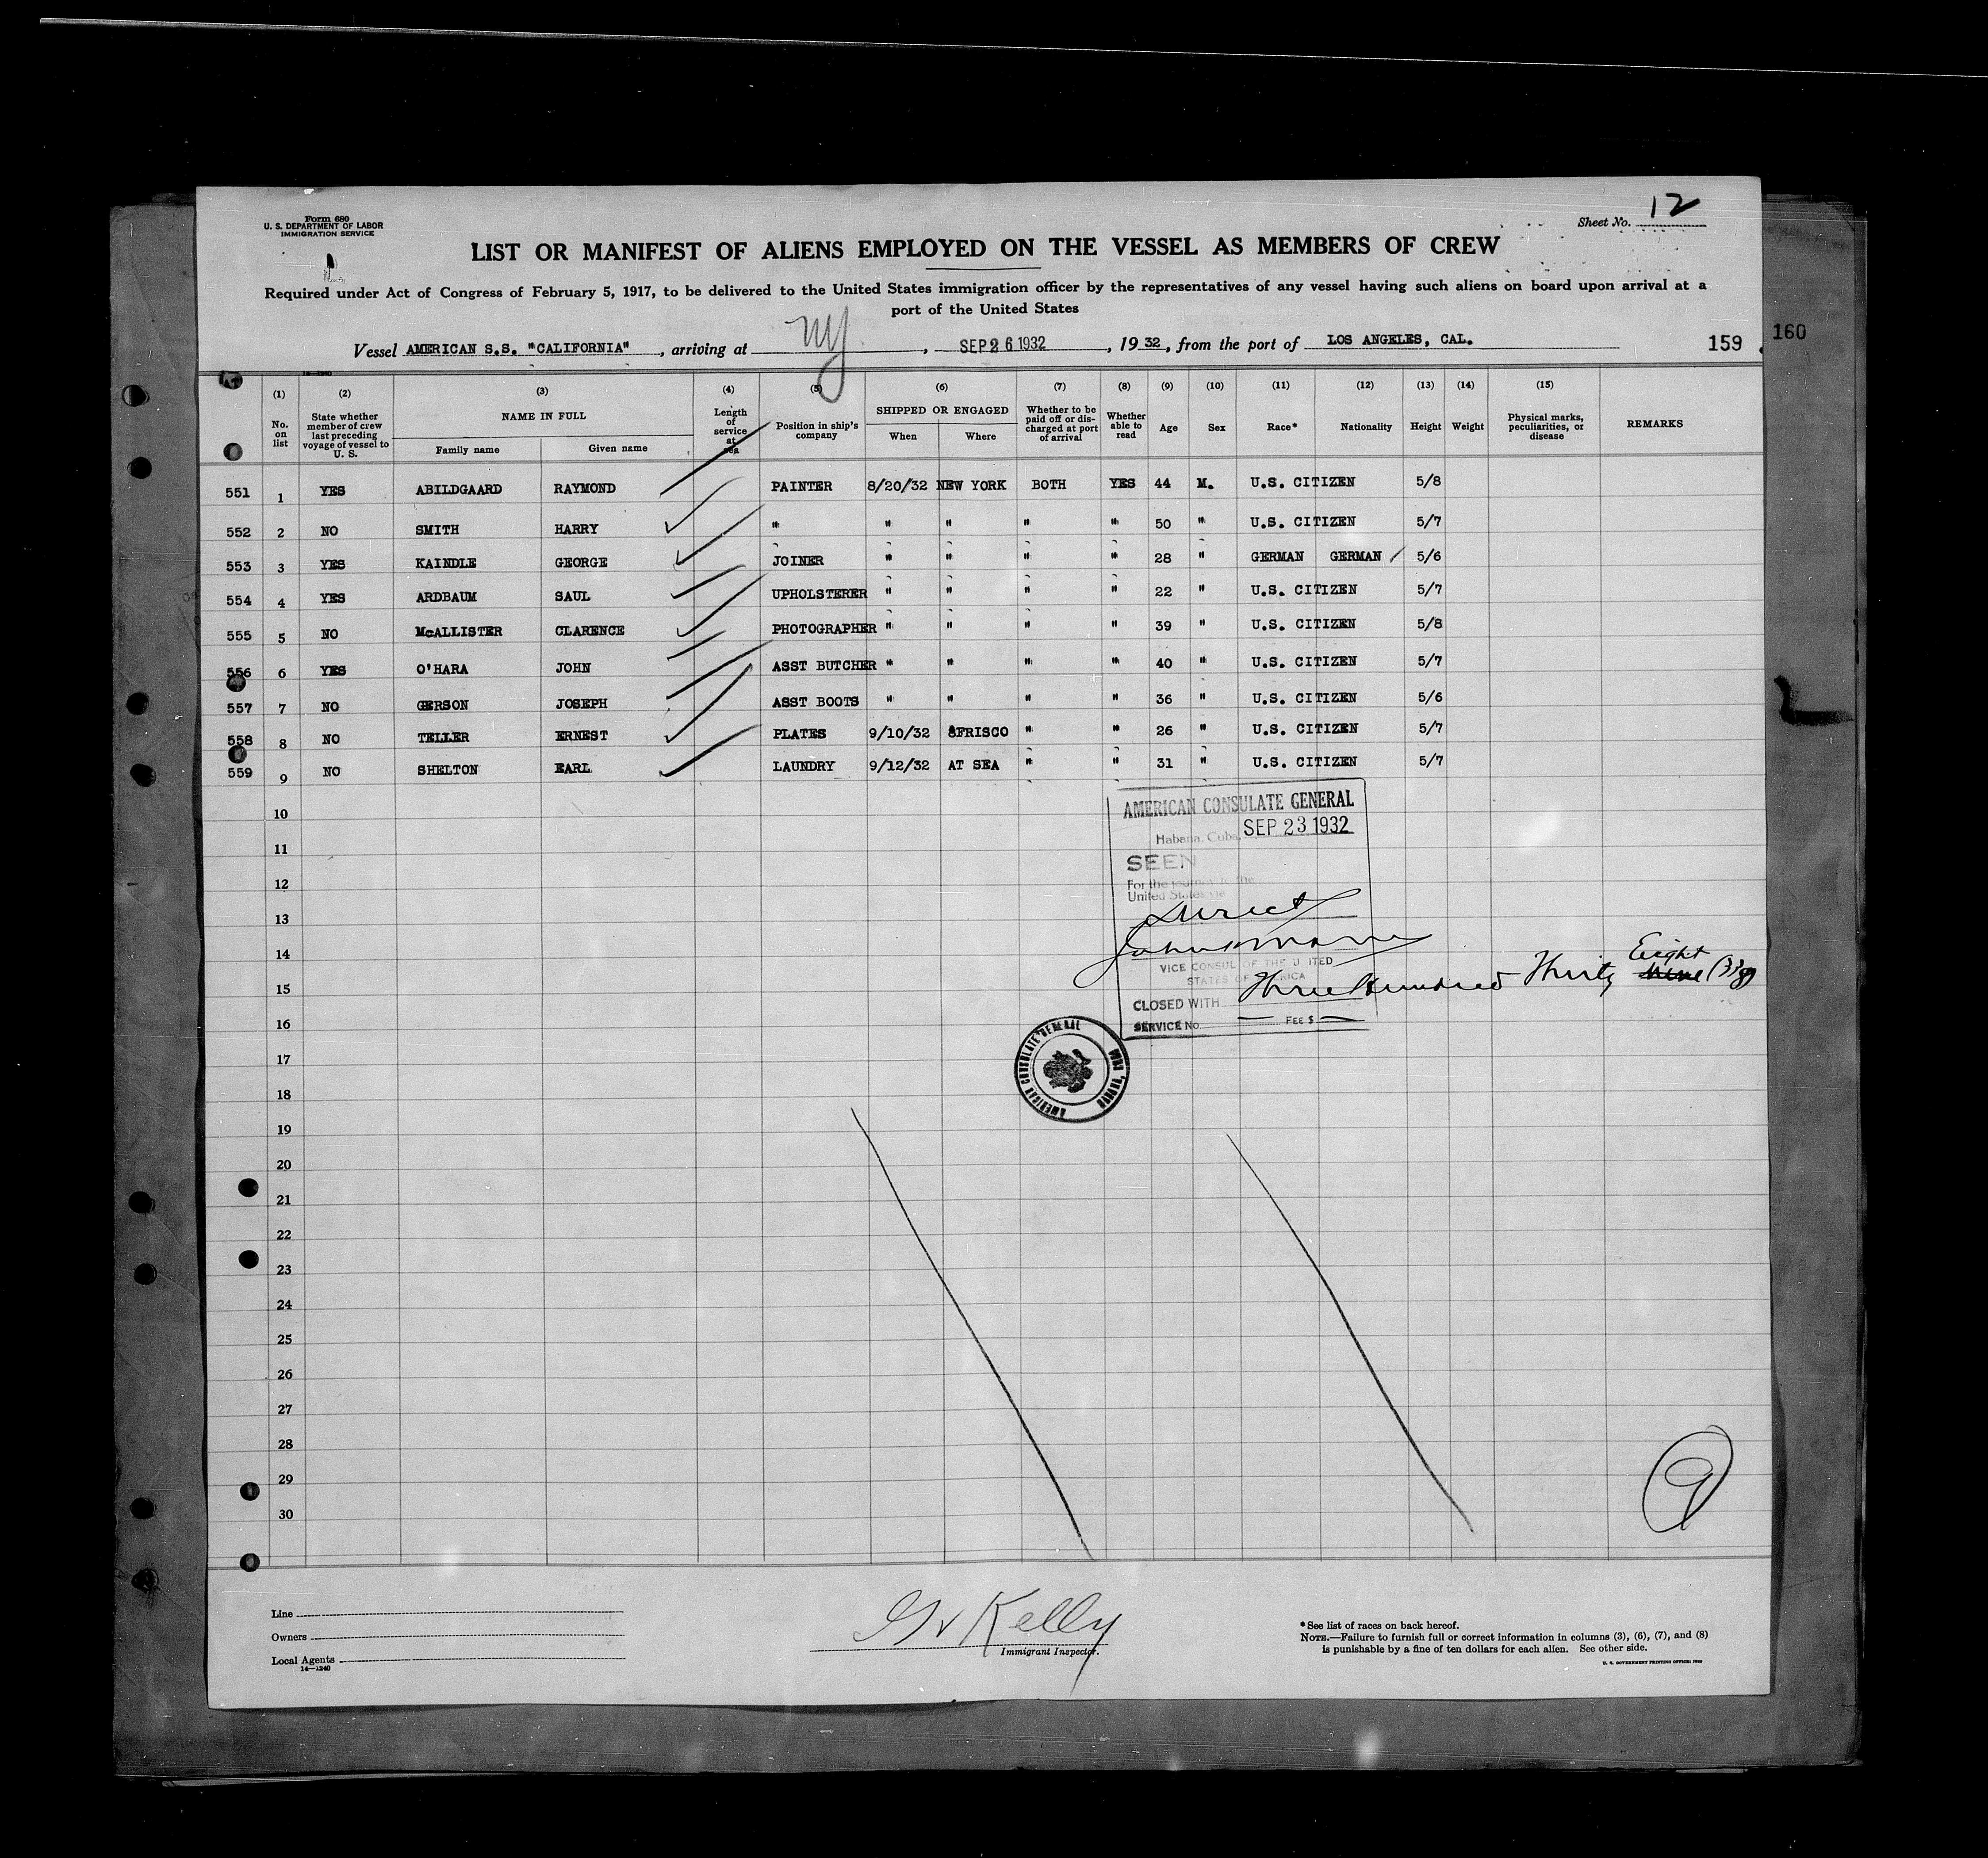 Form 680
U. S. DEPARTMENT OF LABOR
IMMIGRATION SERVICE
Sheet No. 12
LIST OR MANIFEST OF ALIENS EMPLOYED ON THE VESSEL AS MEMBERS OF CREW
Required under Act of Congress of February 5, 1917, to be delivered to the United States immigration officer by the representatives of any vessel having such aliens on board upon arrival at a
port of the United States
Vessel AMERICAN S.S. "CALIFORNIA", arriving at NY, SEP 26 1932, 1932, from the port of LOS ANGELES, CAL. 159 160
(1) (2) (3) (4) (5) (6) (7) (8) (9) (10) (11) (12) (13) (14) (15)
No. on list State whether member of crew last preceding voyage of vessel to U. S. NAME IN FULL Family name Given name Length of service at sea Position in ship's company SHIPPED OR ENGAGED When Where Whether to be paid off or discharged at port of arrival Whether able to read Age Sex Race* Nationality Height Weight Physical marks, peculiarities, or disease REMARKS
551 1 YES ABILDGAARD RAYMOND PAINTER 8/20/32 NEW YORK BOTH YES 44 M. U.S. CITIZEN 5/8
552 2 NO SMITH HARRY " " " " " 50 " U.S. CITIZEN 5/7
553 3 YES KAINDLE GEORGE JOINER " " " " 28 " GERMAN GERMAN 5/6
554 4 YES ARDBAUM SAUL UPHOLSTERER " " " " 22 " U.S. CITIZEN 5/7
555 5 NO McALLISTER CLARENCE PHOTOGRAPHER " " " " 39 " U.S. CITIZEN 5/8
556 6 YES O'HARA JOHN ASST BUTCHER " " " " 40 " U.S. CITIZEN 5/7
557 7 NO GERSON JOSEPH ASST BOOTS " " " " 36 " U.S. CITIZEN 5/6
558 8 NO TELLER ERNEST PLATES 9/10/32 SFRISCO " " 26 " U.S. CITIZEN 5/7
559 9 NO SHELTON EARL LAUNDRY 9/12/32 AT SEA " " 31 " U.S. CITIZEN 5/7
10
11
12
13
14
15
16
17
18
19
20
21
22
23
24
25
26
27
28
29
30
AMERICAN CONSULATE GENERAL
Habana, Cuba SEP 23 1932
SEEN
For the journey to the
United States via
Direct
VICE CONSUL OF THE UNITED
STATES OF AMERICA
CLOSED WITH Three Hundred Thirty Nine Eight (338)
SERVICE No. FEE $
AMERICAN CONSULATE GENERAL HABANA, CUBA
9
Line
Owners
Local Agents
14—1240
Kelly
Immigrant Inspector.
*See list of races on back hereof.
NOTE.—Failure to furnish full or correct information in columns (3), (6), (7), and (8)
is punishable by a fine of ten dollars for each alien. See other side.